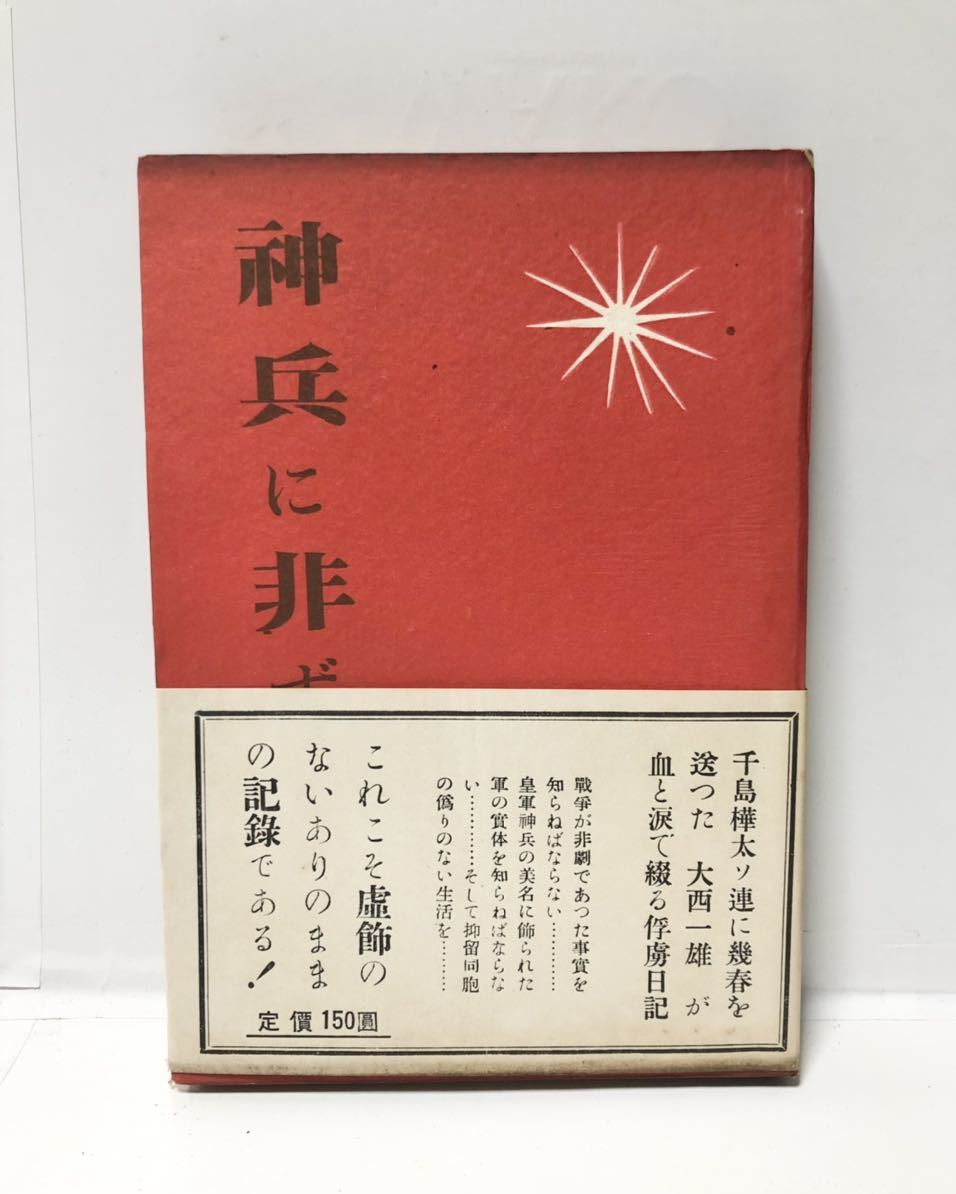 神兵に非ず
千島樺太ソ連に幾春を
送つた 大西一雄 が
血と涙で綴る俘虜日記
戰爭が非劇であつた事實を
知らねばならない…………
皇軍神兵の美名に飾られた
軍の實体を知らねばならな
い…………そして抑留同胞
の僞りのない生活を………
これこそ虛飾の
ないありのまま
の記錄である!
定價150圓